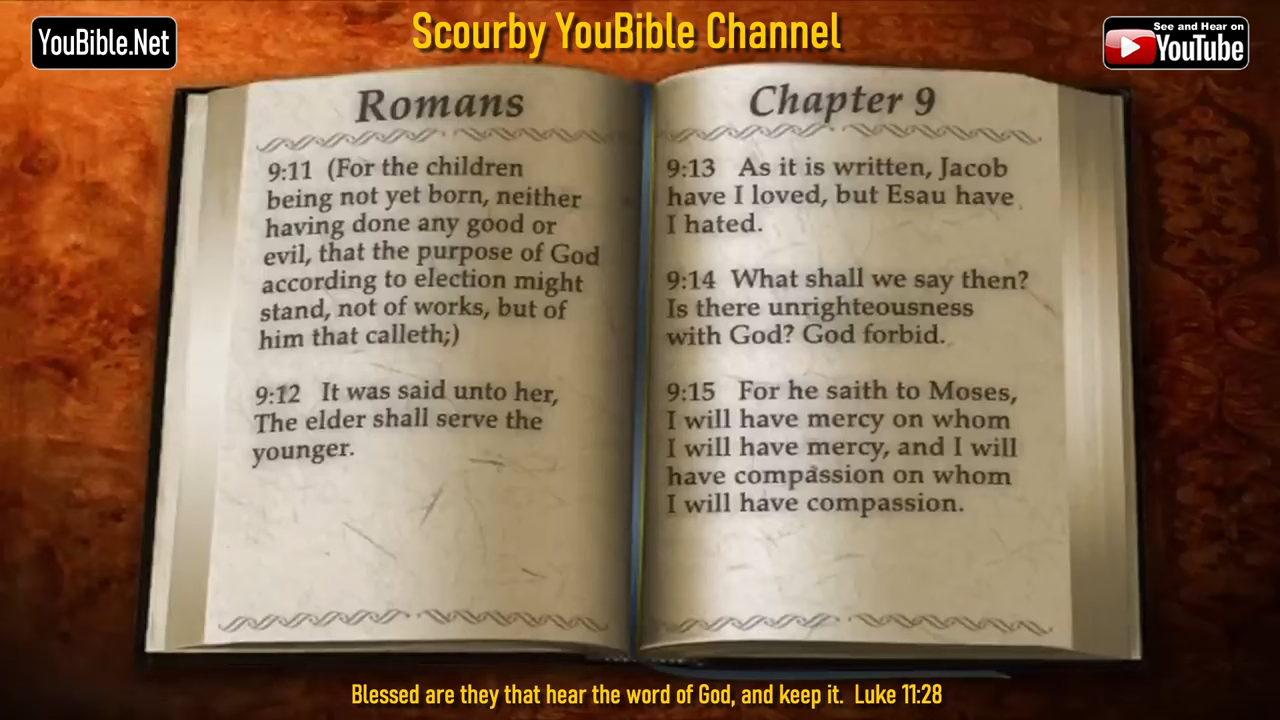 YouBible.Net
Scourby YouBible Channel
See and Hear on
YouTube
Romans
9:11 (For the children
being not yet born, neither
having done any good or
evil, that the purpose of God
according to election might
stand, not of works, but of
him that calleth;)
9:12 It was said unto her,
The elder shall serve the
younger.
Chapter 9
9:13 As it is written, Jacob
have I loved, but Esau have
I hated.
9:14 What shall we say then?
Is there unrighteousness
with God? God forbid.
9:15 For he saith to Moses,
I will have mercy on whom
I will have mercy, and I will
have compassion on whom
I will have compassion.
Blessed are they that hear the word of God, and keep it. Luke 11:28